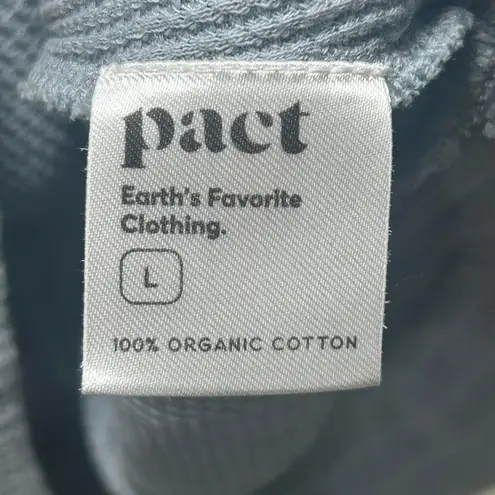 pact
Earth's Favorite
Clothing.
L
100% ORGANIC COTTON